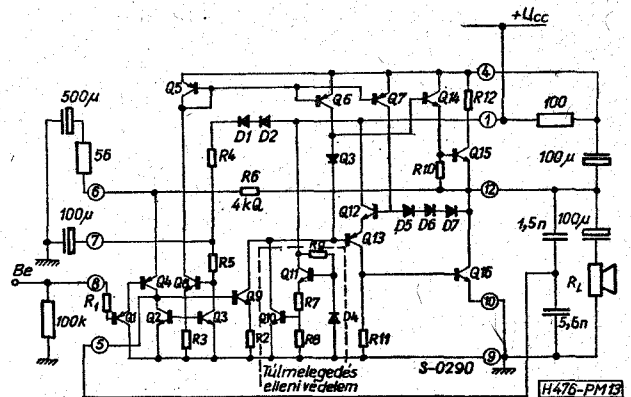 +Ucc
Q5
4
500µ
Q6
Q7
Q14
R12
1
100
D1 D2
56
R4
Q15
100µ
R6
4kΩ
R10
6
12
100µ
7
Q12
D5 D6 D7
1,5n
100µ
R5
R9
Q13
Be
8
Q4
Q11
Q16
10
RL
R1
Q1
Q2
Q3
Q9
R7
D4
5,6n
100k
5
Q10
R3
R2
R8
R11
9
Túlmelegedés
elleni védelem
S-0290
H476-PM13